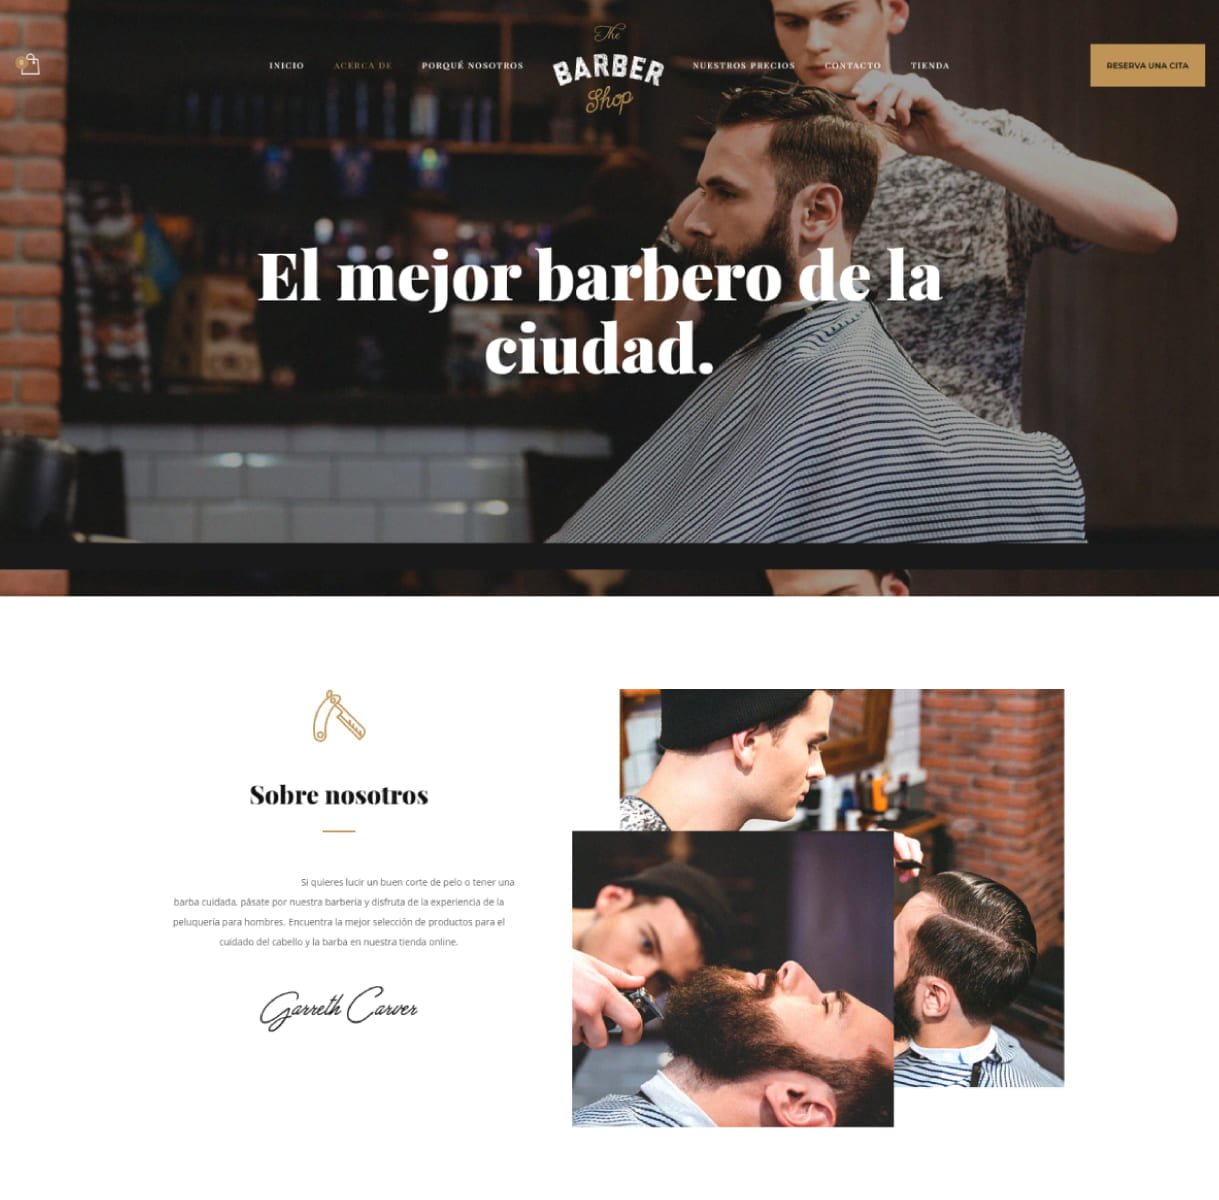 0
INICIO
ACERCA DE
PORQUÉ NOSOTROS
The
BARBER
Shop
NUESTROS PRECIOS
CONTACTO
TIENDA
RESERVA UNA CITA
El mejor barbero de la
ciudad.
Sobre nosotros
Si quieres lucir un buen corte de pelo o tener una
barba cuidada, pásate por nuestra barbería y disfruta de la experiencia de la
peluquería para hombres. Encuentra la mejor selección de productos para el
cuidado del cabello y la barba en nuestra tienda online.
Garreth Carver